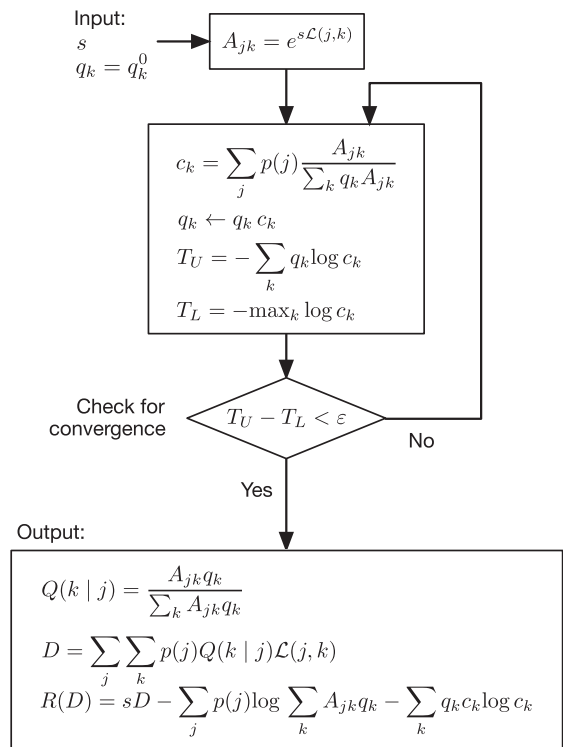 Input:
s
q_k = q_k^0
A_{jk} = e^{s\mathcal{L}(j,k)}
c_k = \sum_j p(j) \frac{A_{jk}}{\sum_k q_k A_{jk}}
q_k \leftarrow q_k c_k
T_U = -\sum_k q_k \log c_k
T_L = -\max_k \log c_k
Check for
convergence
T_U - T_L < \varepsilon
No
Yes
Output:
Q(k \mid j) = \frac{A_{jk} q_k}{\sum_k A_{jk} q_k}
D = \sum_j \sum_k p(j) Q(k \mid j) \mathcal{L}(j, k)
R(D) = sD - \sum_j p(j) \log \sum_k A_{jk} q_k - \sum_k q_k c_k \log c_k